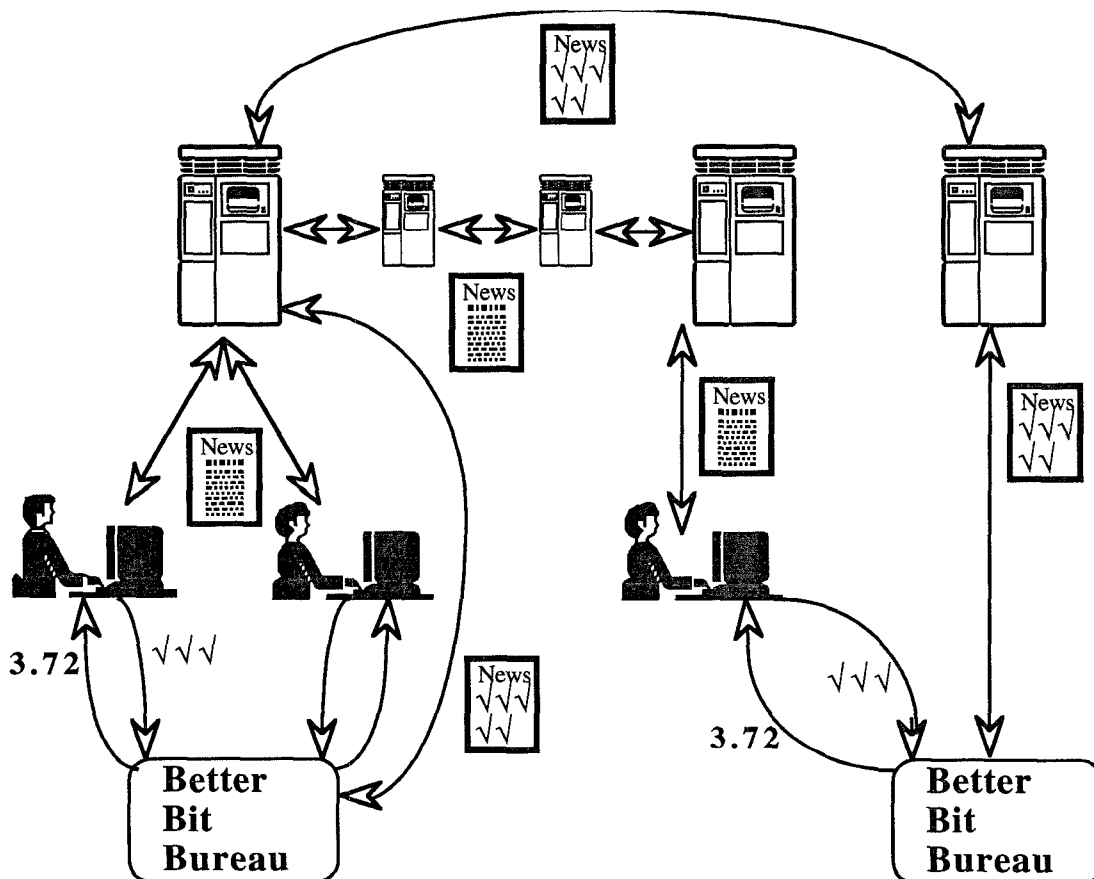 News
√√√
√√
News
News
News
News
√√√
√√
3.72
√√√
News
√√√
√√
√√√
3.72
Better
Bit
Bureau
Better
Bit
Bureau